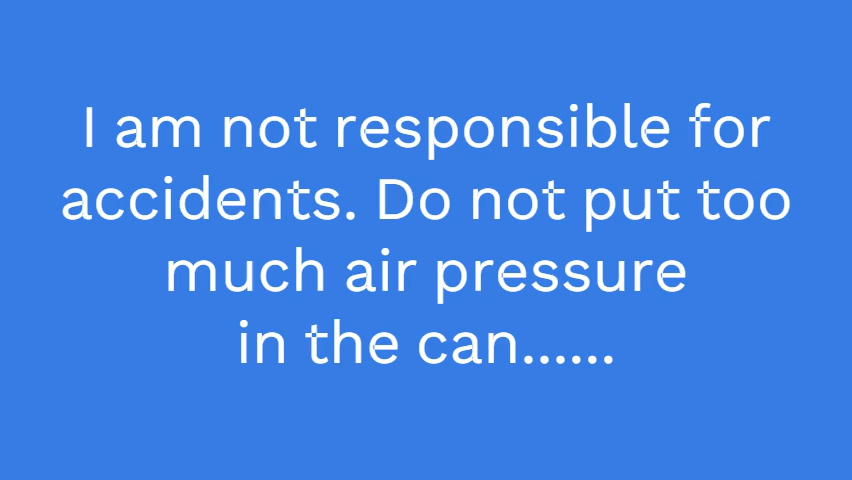 I am not responsible for
accidents. Do not put too
much air pressure
in the can......